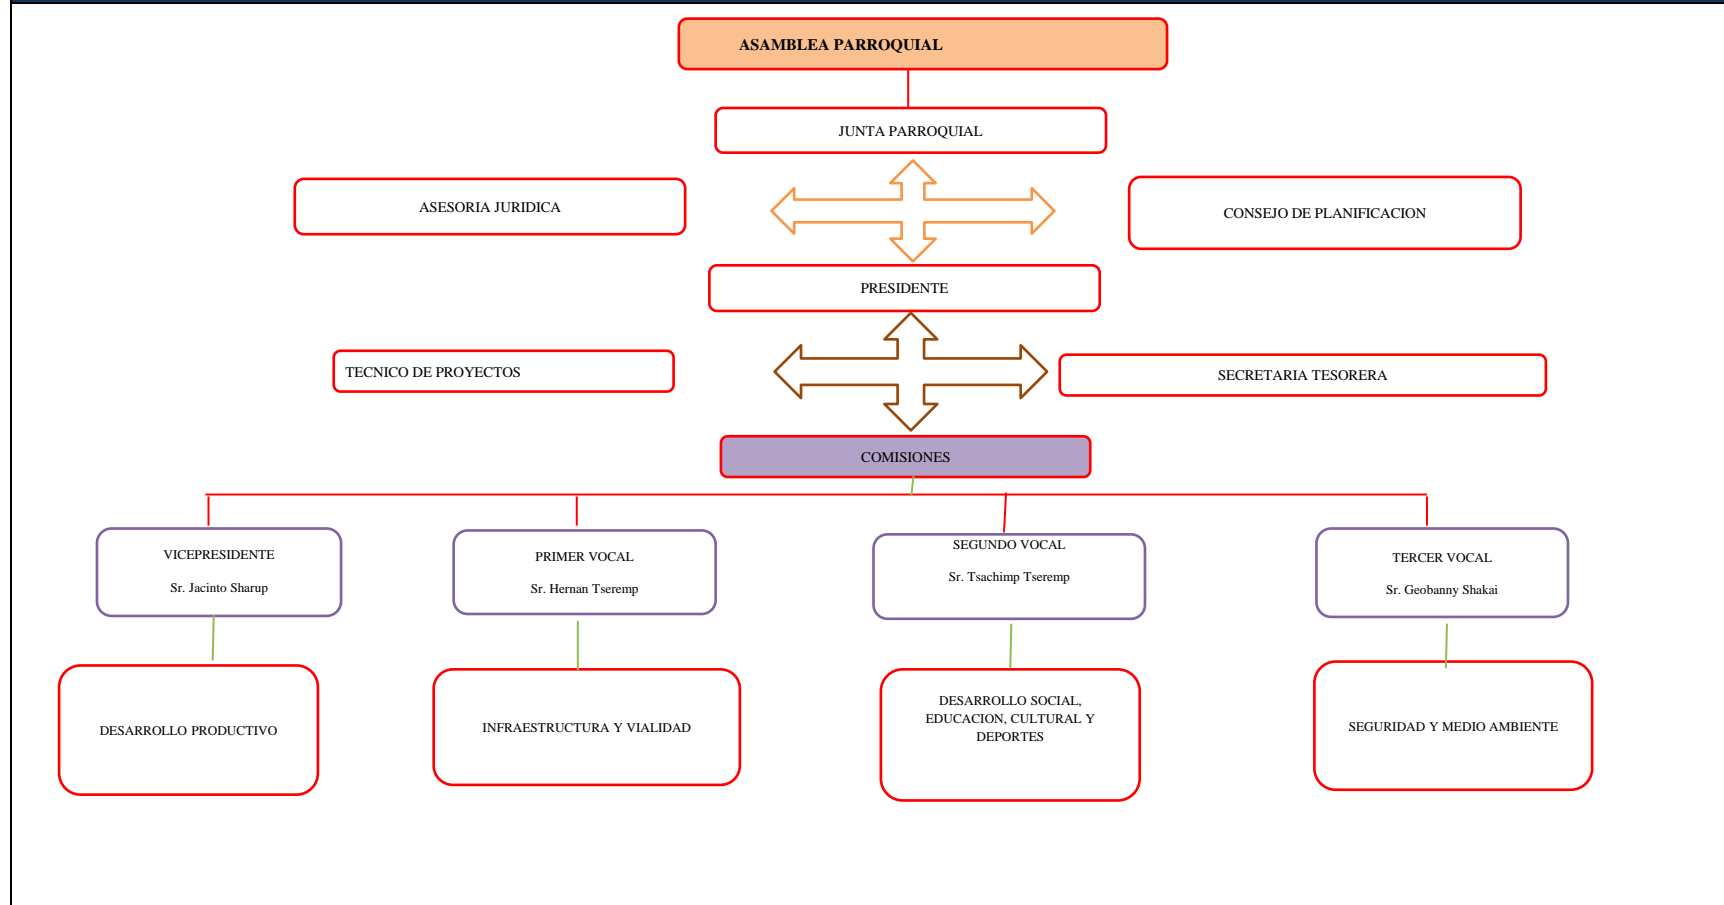 ASAMBLEA PARROQUIAL
JUNTA PARROQUIAL
ASESORIA JURIDICA
CONSEJO DE PLANIFICACION
PRESIDENTE
TECNICO DE PROYECTOS
SECRETARIA TESORERA
COMISIONES
VICEPRESIDENTE
Sr. Jacinto Sharup
PRIMER VOCAL
Sr. Hernan Tseremp
SEGUNDO VOCAL
Sr. Tsachimp Tseremp
TERCER VOCAL
Sr. Geobanny Shakai
DESARROLLO PRODUCTIVO
INFRAESTRUCTURA Y VIALIDAD
DESARROLLO SOCIAL,
EDUCACION, CULTURAL Y
DEPORTES
SEGURIDAD Y MEDIO AMBIENTE